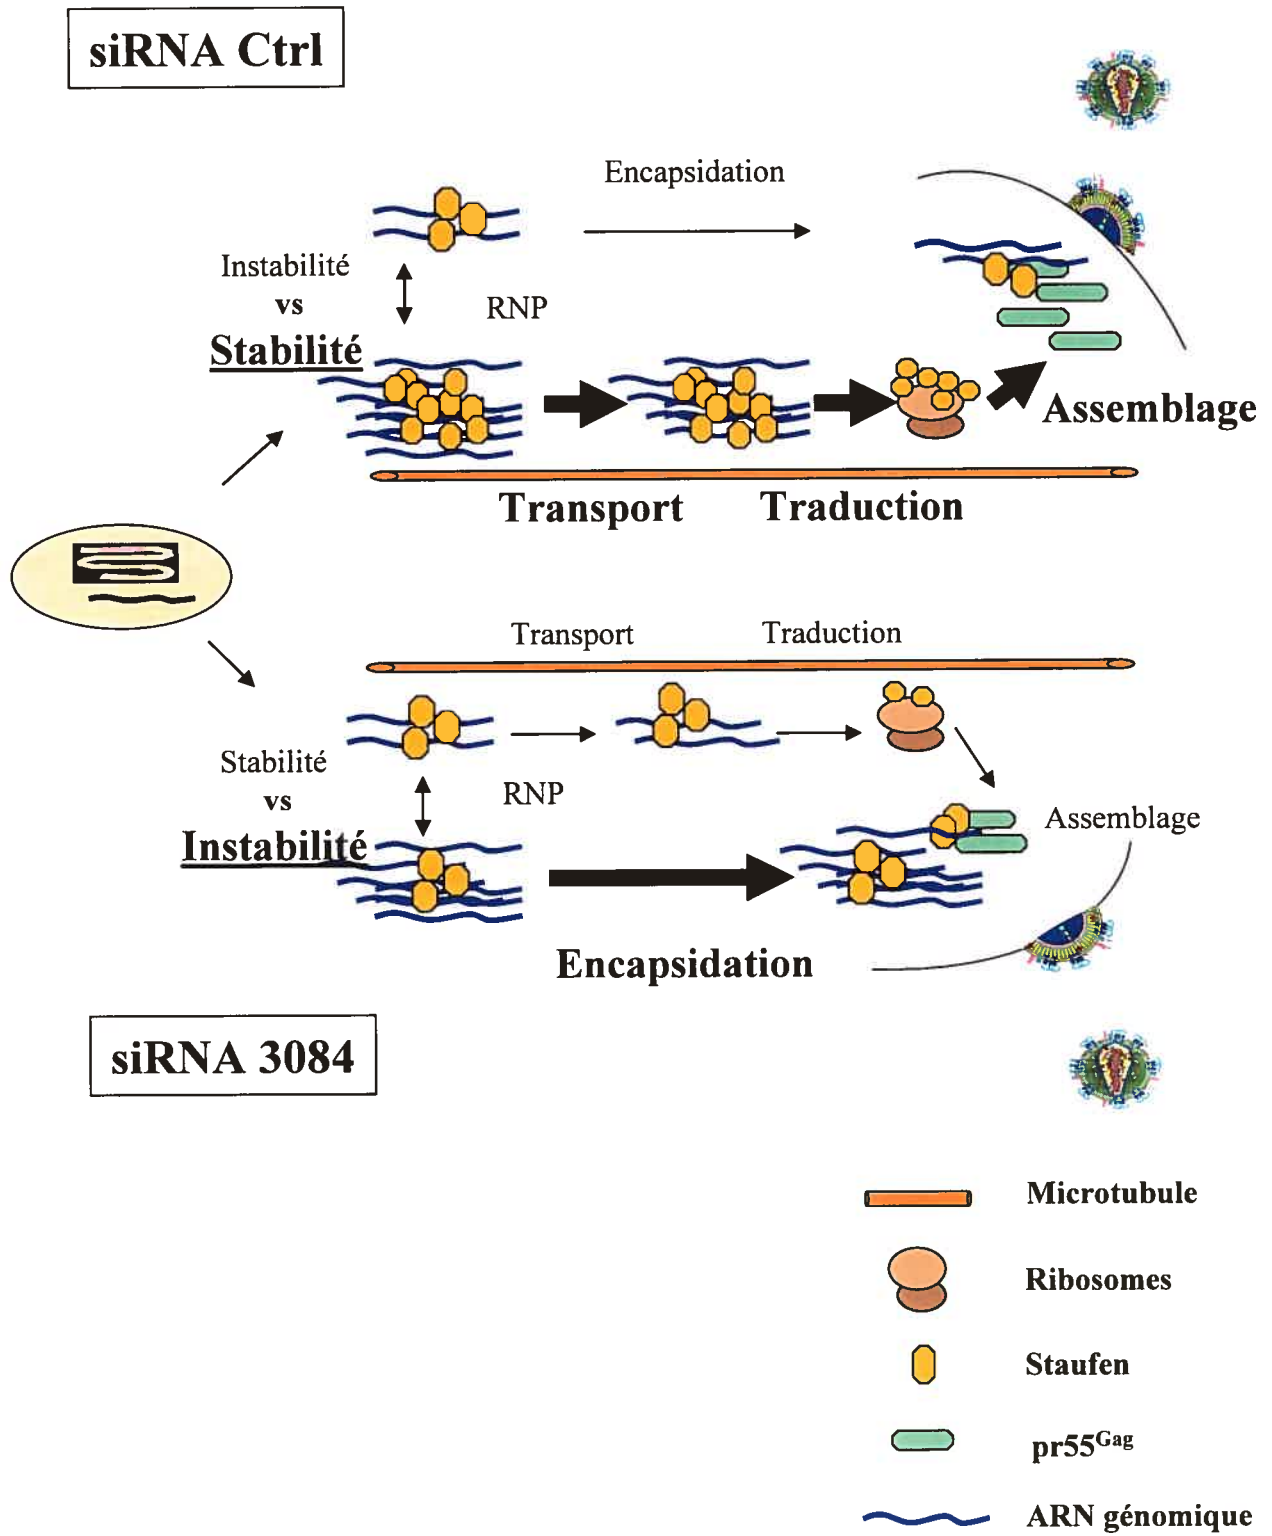 siRNA Ctrl
Encapsidation
Instabilité
vs
Stabilité
RNP
Assemblage
Transport
Traduction
Transport
Traduction
Stabilité
vs
Instabilité
RNP
Assemblage
Encapsidation
siRNA 3084
Microtubule
Ribosomes
Staufen
pr55Gag
ARN génomique